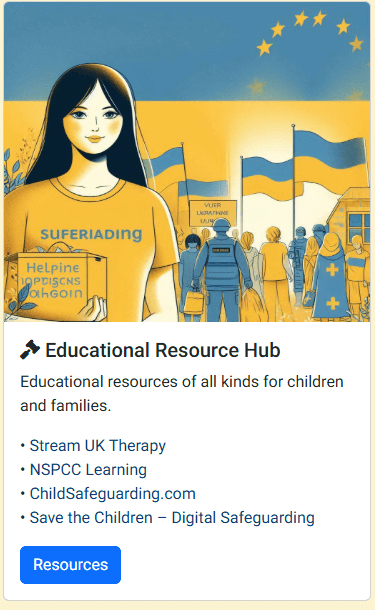 SUFERIADING
Helpine
Educational Resource Hub
Educational resources of all kinds for children
and families.
• Stream UK Therapy
• NSPCC Learning
• ChildSafeguarding.com
• Save the Children – Digital Safeguarding
Resources